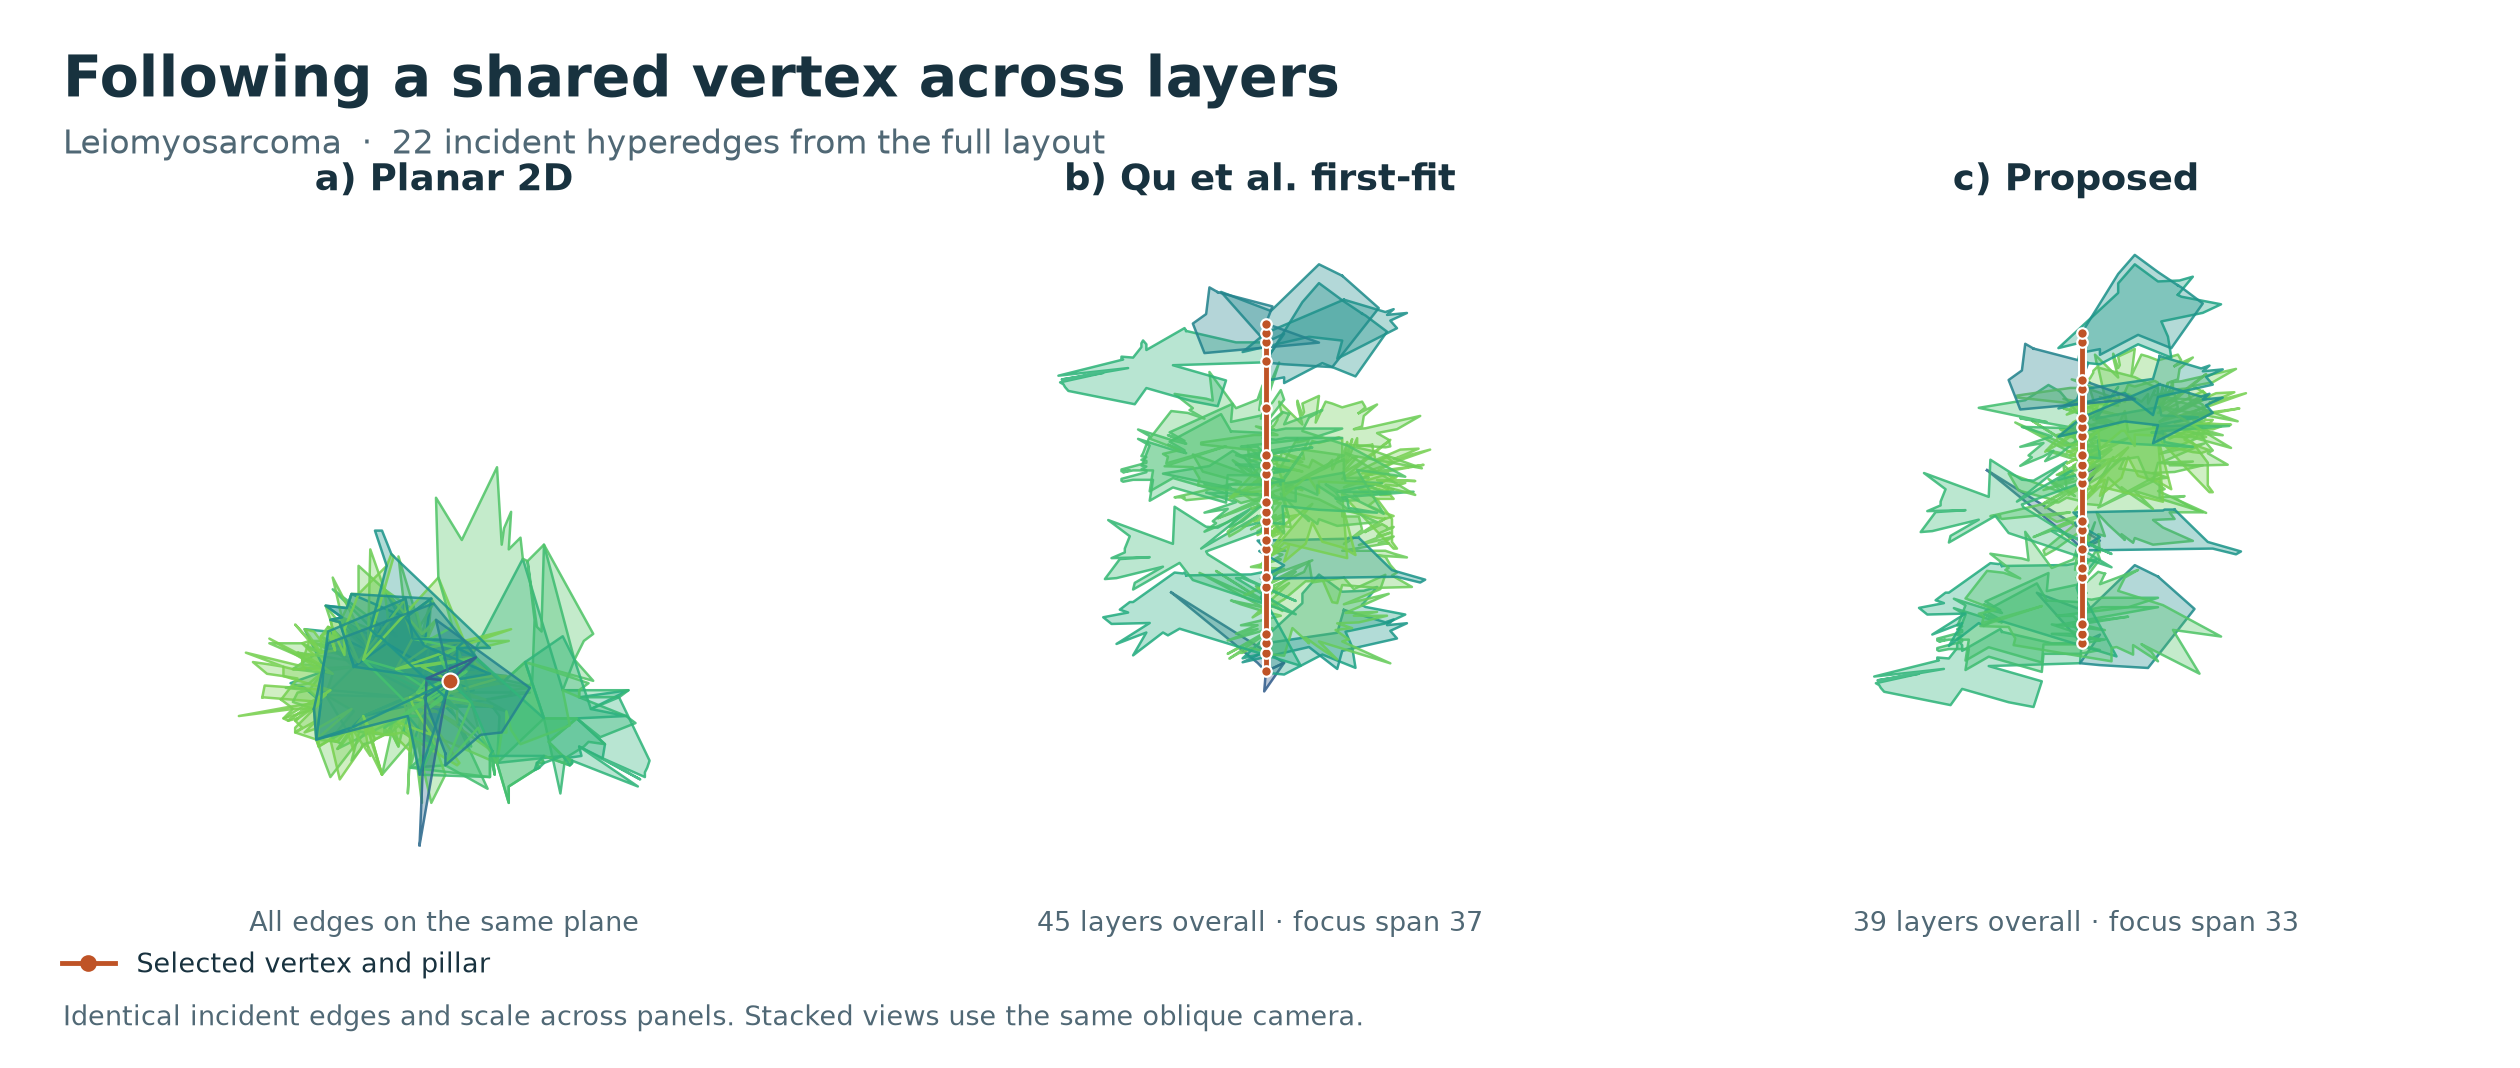 Following a shared vertex across layers
Leiomyosarcoma · 22 incident hyperedges from the full layout
a) Planar 2D
b) Qu et al. first-fit
c) Proposed
All edges on the same plane
45 layers overall · focus span 37
39 layers overall · focus span 33
Selected vertex and pillar
Identical incident edges and scale across panels. Stacked views use the same oblique camera.